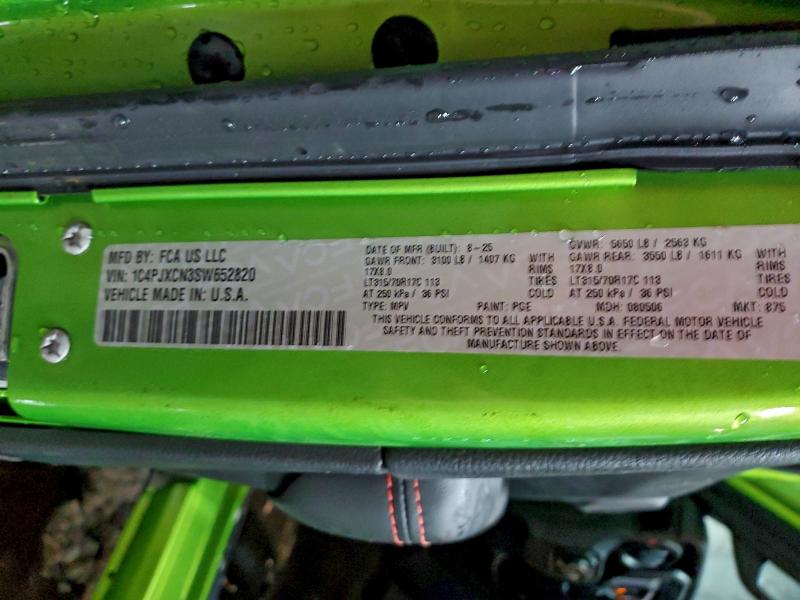 MFD BY: FCA US LLC
VIN: 1C4PJXCN3SW652820
VEHICLE MADE IN: U.S.A.
DATE OF MFR (BUILT): 8-25 GVWR: 5650 LB / 2563 KG
GAWR FRONT: 3100 LB / 1407 KG WITH GAWR REAR: 3550 LB / 1611 KG WITH
17X8.0 RIMS 17X8.0 RIMS
LT315/70R17C 113 TIRES LT315/70R17C 113 TIRES
AT 250 kPa / 36 PSI COLD AT 250 kPa / 36 PSI COLD
TYPE: MPV PAINT: PGE MDH: 080506 MKT: 875
THIS VEHICLE CONFORMS TO ALL APPLICABLE U.S.A. FEDERAL MOTOR VEHICLE
SAFETY AND THEFT PREVENTION STANDARDS IN EFFECT ON THE DATE OF
MANUFACTURE SHOWN ABOVE.